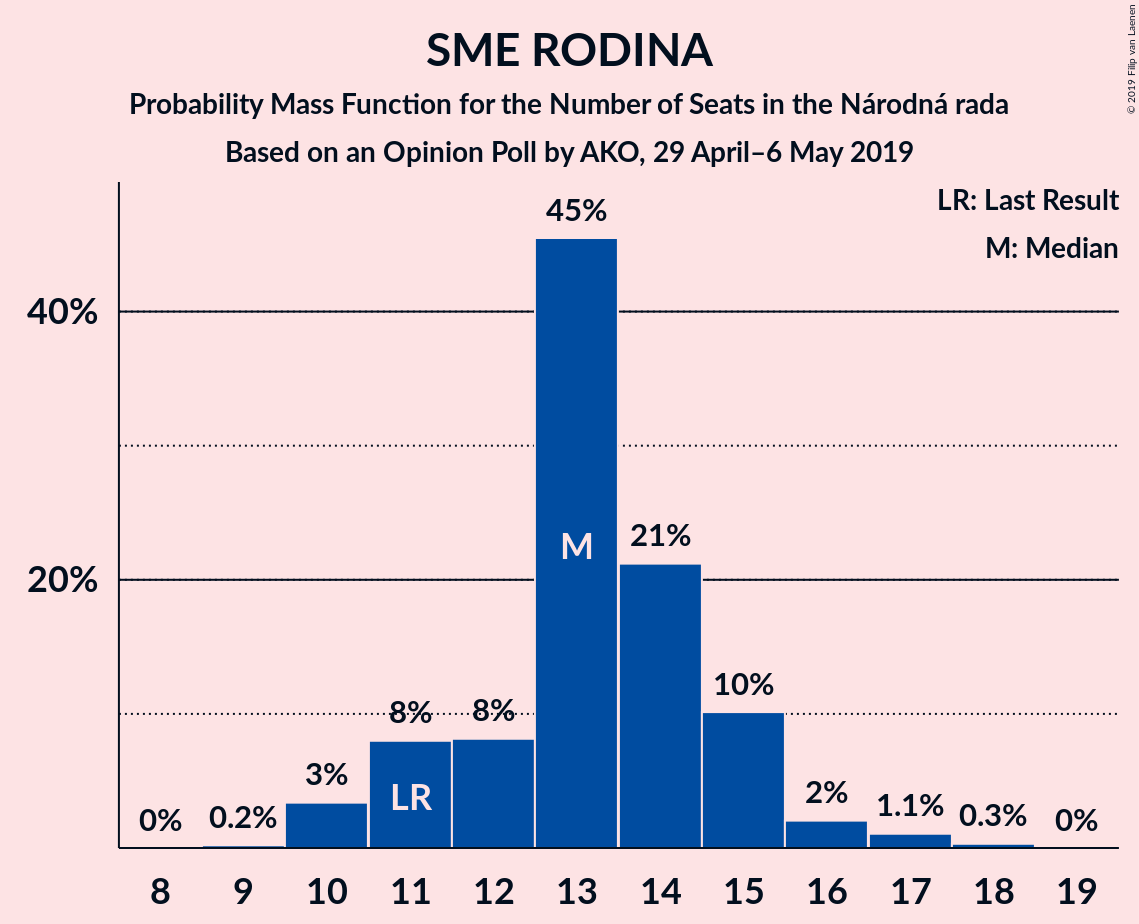 SME RODINA
Probability Mass Function for the Number of Seats in the Národná rada
Based on an Opinion Poll by AKO, 29 April–6 May 2019
© 2019 Filip van Laenen
LR: Last Result
M: Median
40%
20%
0%
0.2%
3%
8%
8%
45%
21%
10%
2%
1.1%
0.3%
0%
LR
M
8 9 10 11 12 13 14 15 16 17 18 19